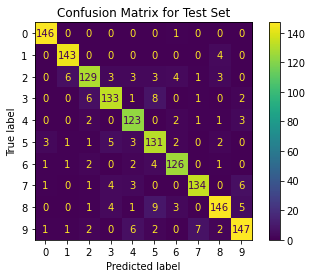 Confusion Matrix for Test Set
0 146 0 0 0 0 0 1 0 0 0
1 0 143 0 0 0 0 0 0 4 0
2 0 6 129 3 3 3 4 1 3 0
3 0 0 6 133 1 8 0 1 0 2
4 0 0 2 0 123 0 2 1 1 3
5 3 1 1 5 3 131 2 0 2 0
6 1 1 2 0 2 4 126 0 1 0
7 1 0 1 4 3 0 0 134 0 6
8 0 0 1 4 1 9 3 0 146 5
9 1 1 2 0 6 2 0 7 2 147
0 1 2 3 4 5 6 7 8 9
Predicted label
True label
140
120
100
80
60
40
20
0